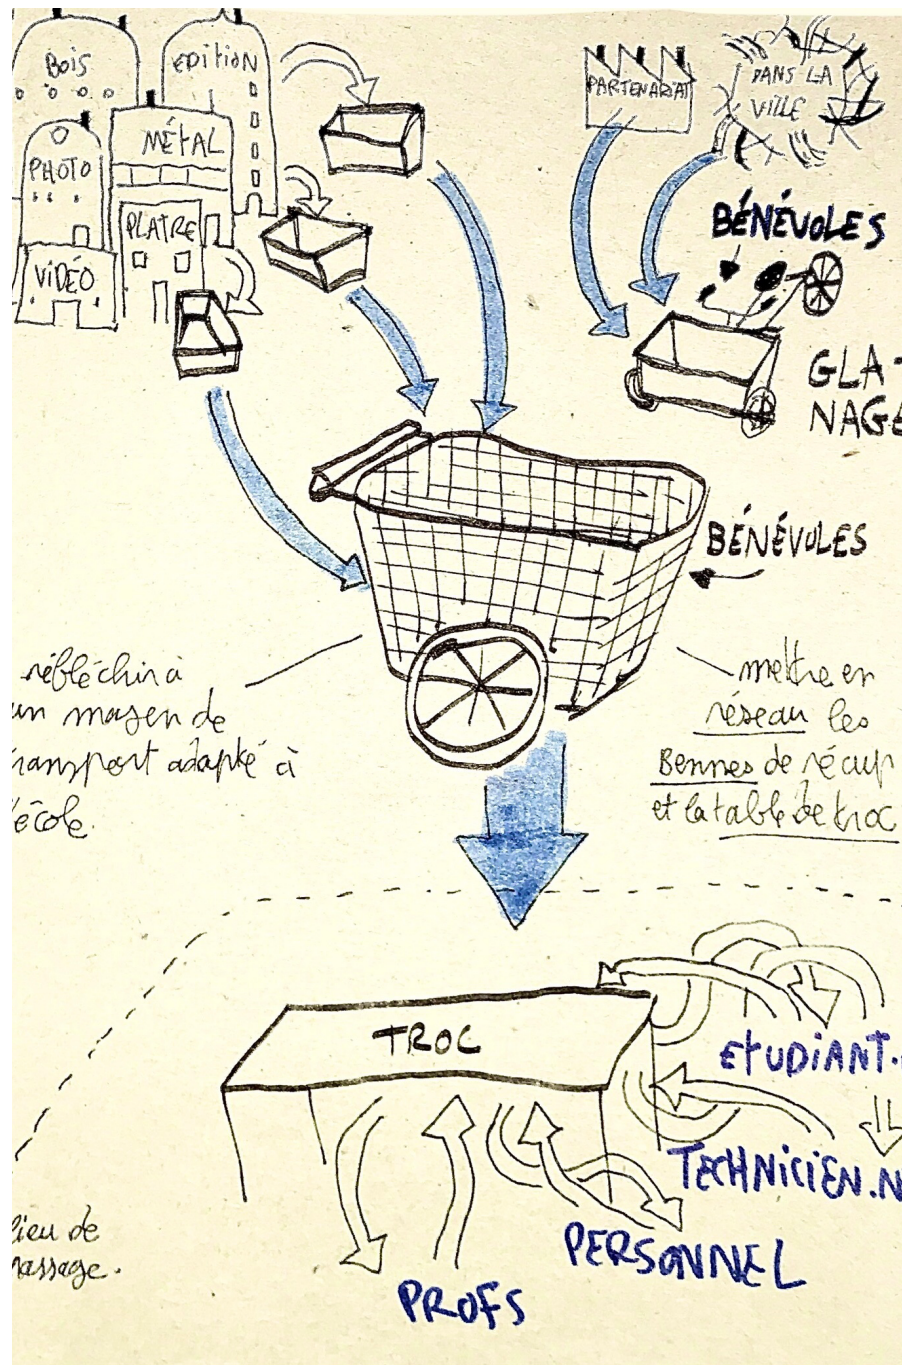 BOIS
EDITION
PHOTO
MÉTAL
PLATRE
VIDÉO
PARTENARIAT
DANS LA
VILLE
BÉNÉVOLES
GLA-
NAGE
BÉNÉVOLES
réfléchir à
un moyen de
transport adapté à
l'école.
mettre en
réseau les
Bennes de récup
et la table de troc
TROC
ETUDIANT.
TECHNICIEN.N
PERSONNEL
PROFS
lieu de
passage.